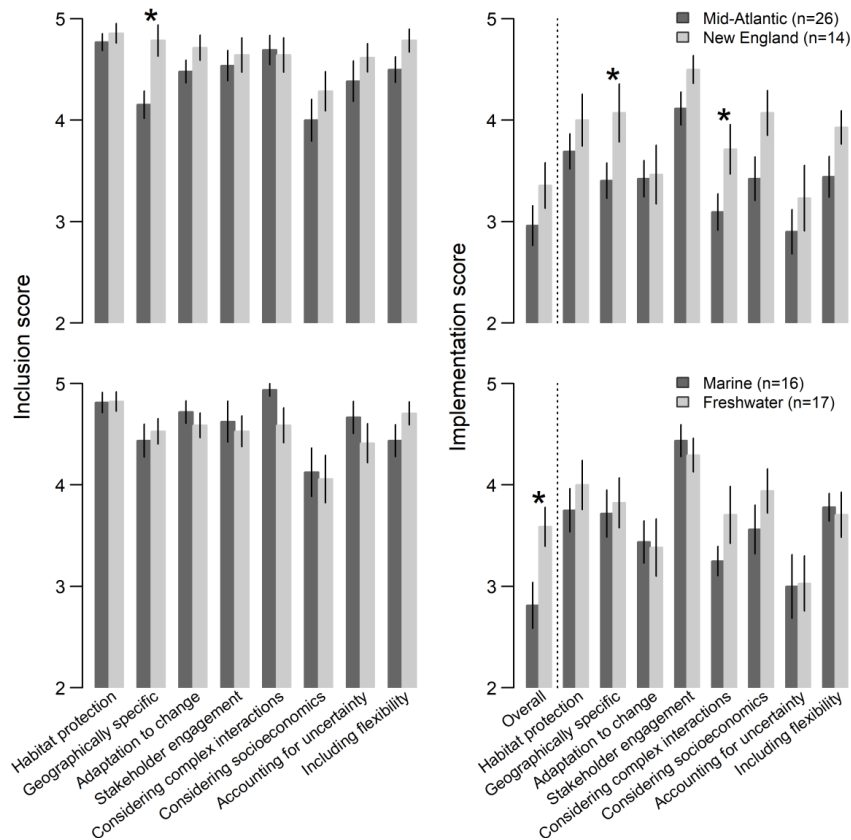 5
4
3
2
*
5
4
3
2
Mid-Atlantic (n=26)
New England (n=14)
*
*
Inclusion score
Implementation score
5
4
3
2
5
4
3
2
Marine (n=16)
Freshwater (n=17)
*
Habitat protection
Geographically specific
Adaptation to change
Stakeholder engagement
Considering complex interactions
Considering socioeconomics
Accounting for uncertainty
Including flexibility
Overall
Habitat protection
Geographically specific
Adaptation to change
Stakeholder engagement
Considering complex interactions
Considering socioeconomics
Accounting for uncertainty
Including flexibility